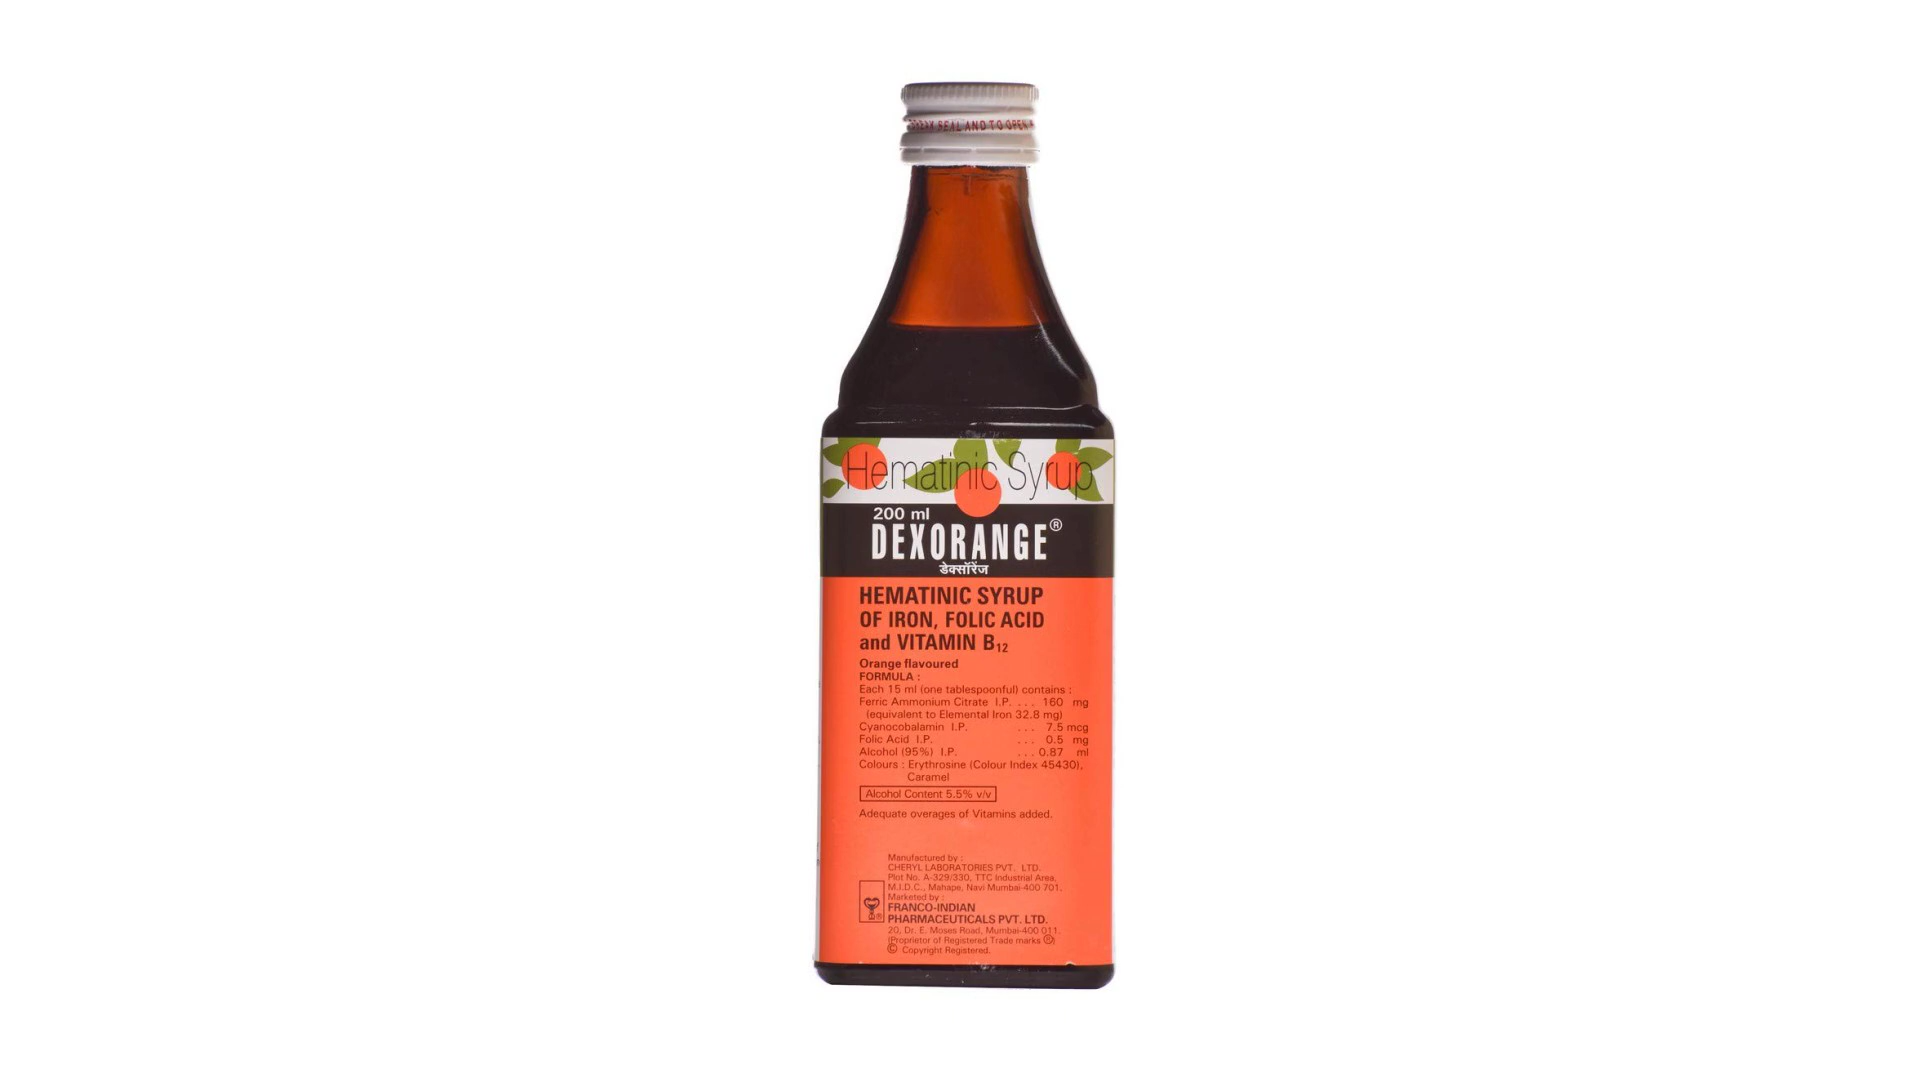 BREAK SEAL AND TO OPEN
Hematinic Syrup
200 ml
DEXORANGE®
डेक्सॉरेंज
HEMATINIC SYRUP
OF IRON, FOLIC ACID
and VITAMIN B12
Orange flavoured
FORMULA :
Each 15 ml (one tablespoonful) contains :
Ferric Ammonium Citrate I.P. . . . 160 mg
(equivalent to Elemental Iron 32.8 mg)
Cyanocobalamin I.P. . . . 7.5 mcg
Folic Acid I.P. . . . 0.5 mg
Alcohol (95%) I.P. . . . 0.87 ml
Colours : Erythrosine (Colour Index 45430),
Caramel
Alcohol Content 5.5% v/v
Adequate overages of Vitamins added.
Manufactured by :
CHERYL LABORATORIES PVT. LTD.
Plot No. A-329/330, TTC Industrial Area,
M.I.D.C., Mahape, Navi Mumbai-400 701.
Marketed by :
FRANCO-INDIAN
PHARMACEUTICALS PVT. LTD.
20, Dr. E. Moses Road, Mumbai-400 011.
(Proprietor of Registered Trade marks ®)
© Copyright Registered.